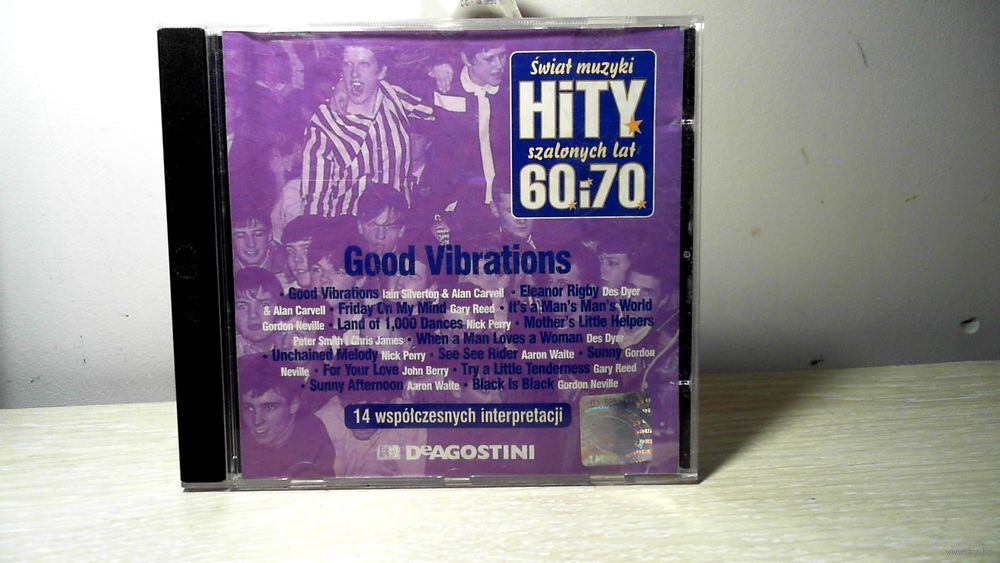 Świat muzyki
HiTY
szalonych lat
60.i.70.
Good Vibrations
• Good Vibrations Iain Silverton & Alan Carvell • Eleanor Rigby Des Dyer
& Alan Carvell • Friday On My Mind Gary Reed • It's a Man's Man's World
Gordon Neville • Land of 1,000 Dances Nick Perry • Mother's Little Helpers
Peter Smith i Chris James • When a Man Loves a Woman Des Dyer
• Unchained Melody Nick Perry • See See Rider Aaron Waite • Sunny Gordon
Neville • For Your Love John Berry • Try a Little Tenderness Gary Reed
• Sunny Afternoon Aaron Waite • Black Is Black Gordon Neville
14 współczesnych interpretacji
DeAGOSTINI